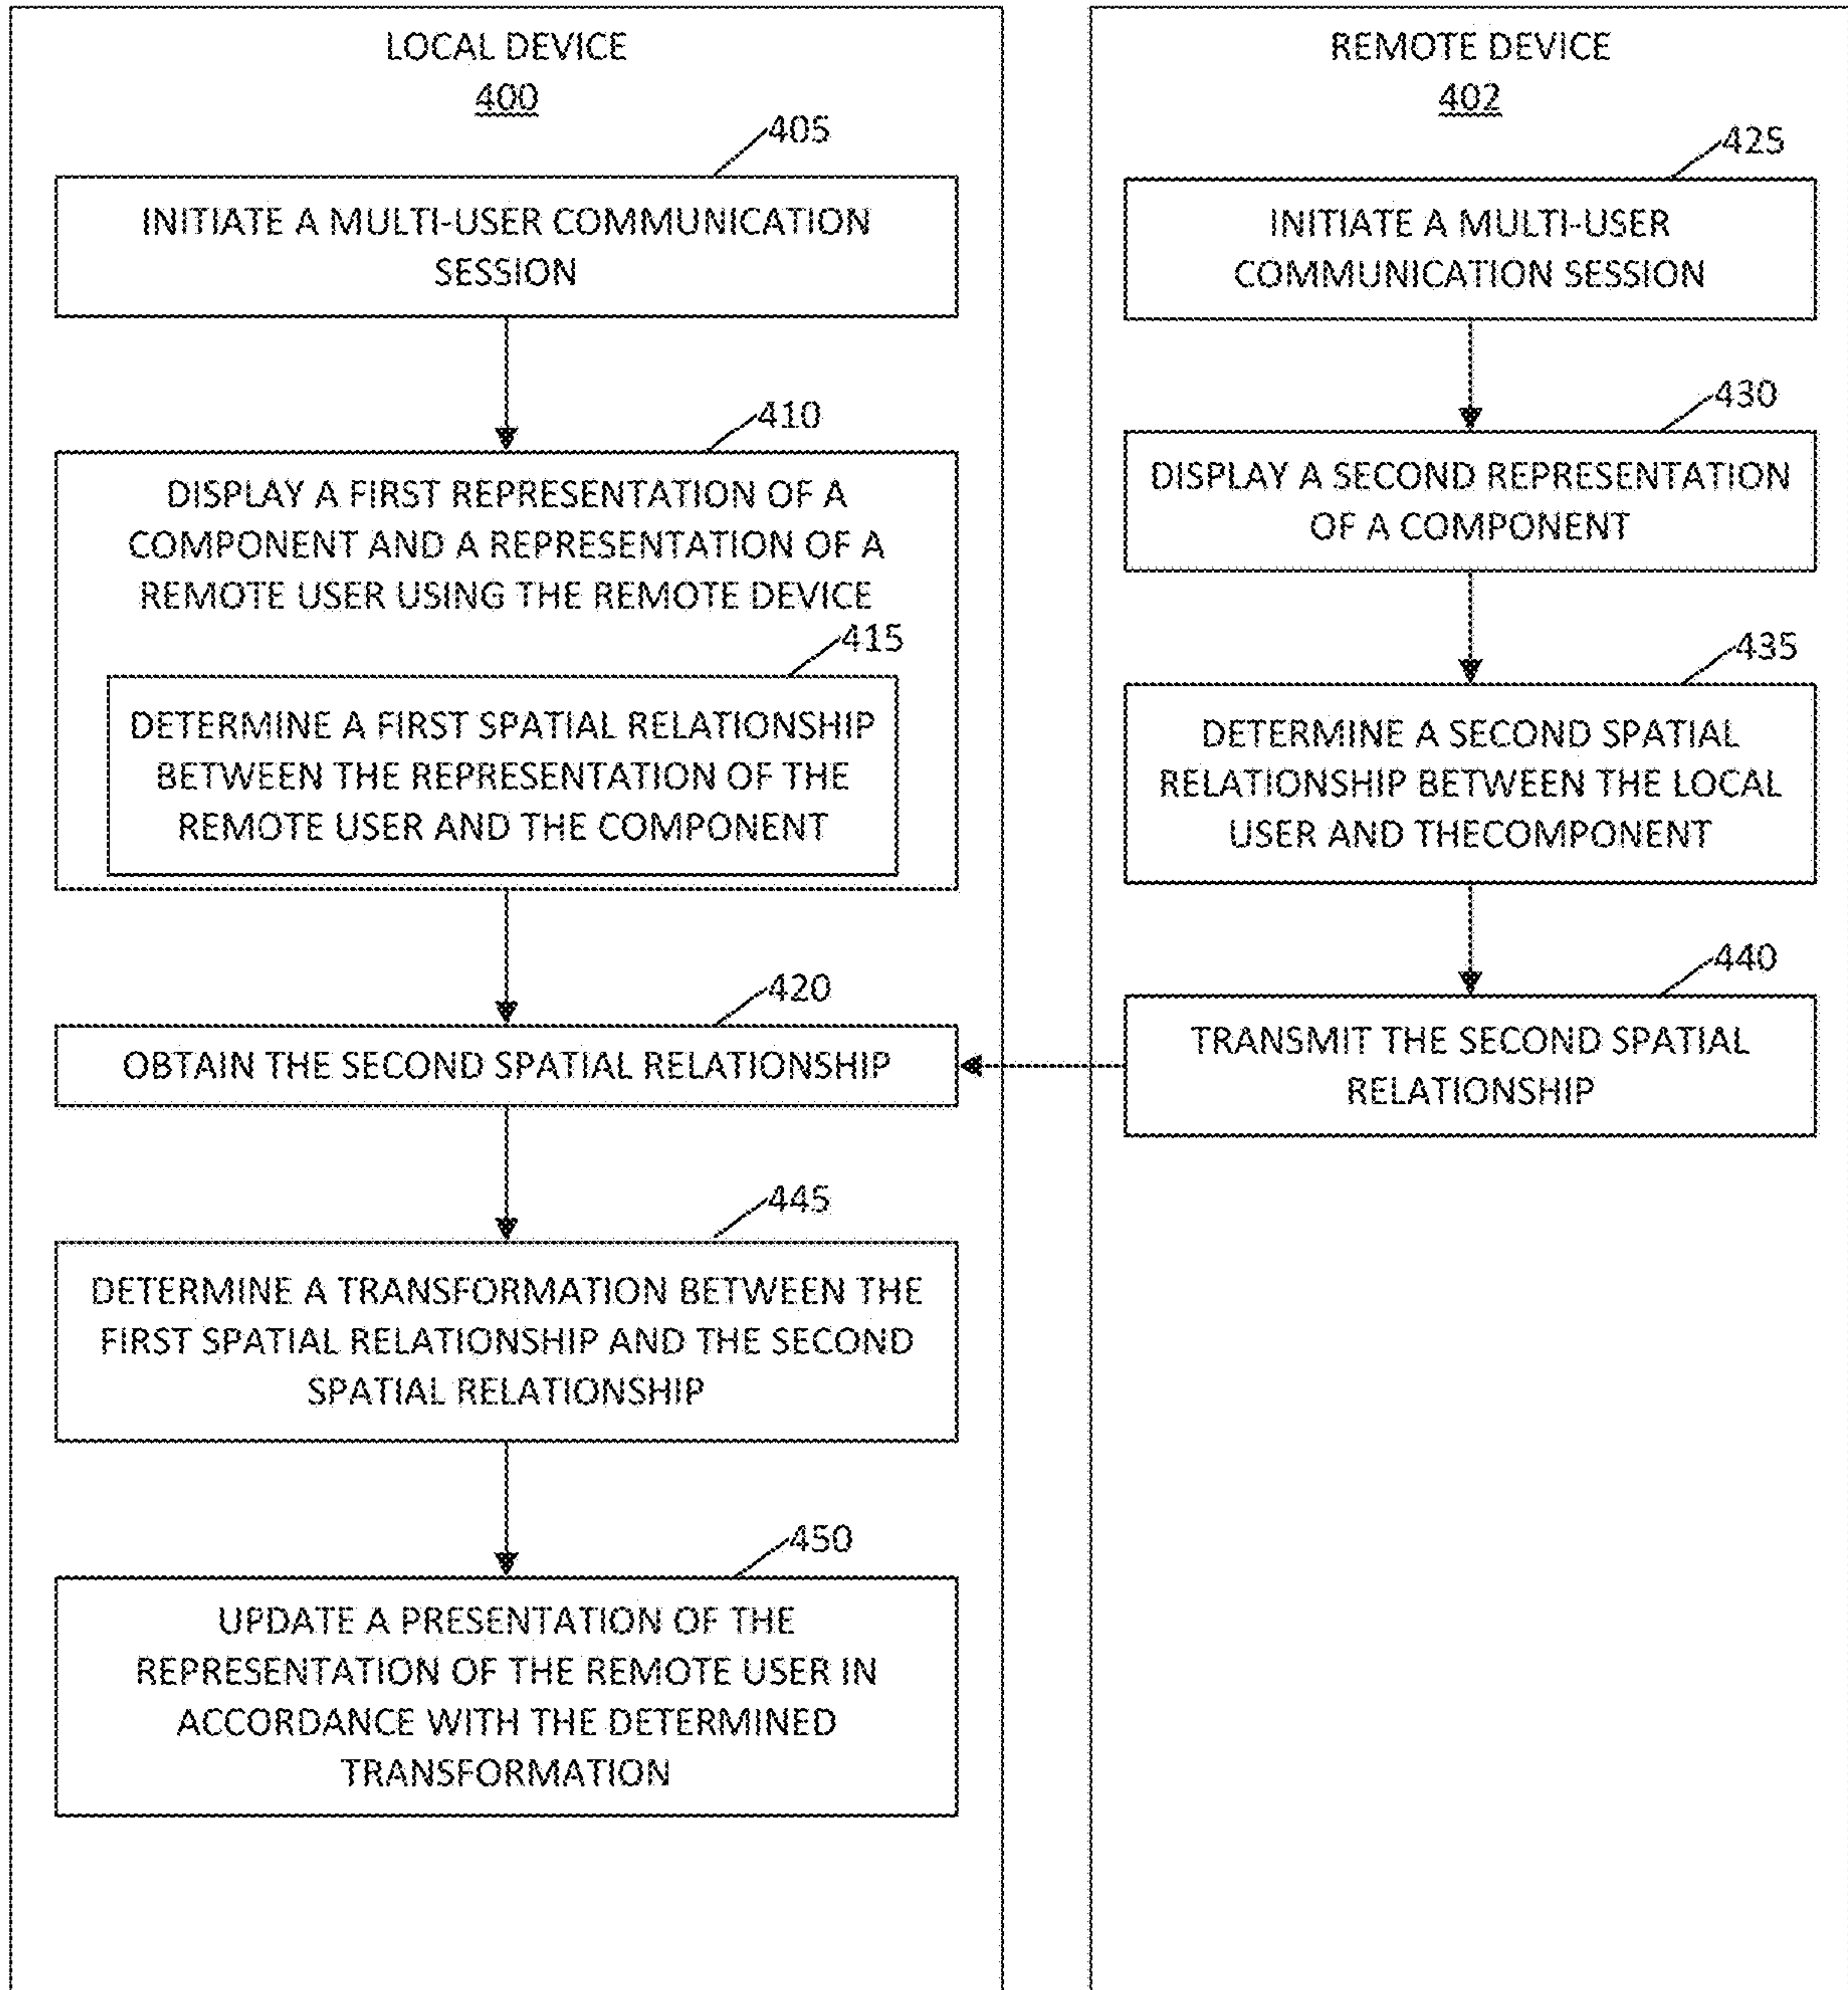 LOCAL DEVICE
400
405
INITIATE A MULTI-USER COMMUNICATION
SESSION
410
DISPLAY A FIRST REPRESENTATION OF A
COMPONENT AND A REPRESENTATION OF A
REMOTE USER USING THE REMOTE DEVICE
415
DETERMINE A FIRST SPATIAL RELATIONSHIP
BETWEEN THE REPRESENTATION OF THE
REMOTE USER AND THE COMPONENT
420
OBTAIN THE SECOND SPATIAL RELATIONSHIP
445
DETERMINE A TRANSFORMATION BETWEEN THE
FIRST SPATIAL RELATIONSHIP AND THE SECOND
SPATIAL RELATIONSHIP
450
UPDATE A PRESENTATION OF THE
REPRESENTATION OF THE REMOTE USER IN
ACCORDANCE WITH THE DETERMINED
TRANSFORMATION
REMOTE DEVICE
402
425
INITIATE A MULTI-USER
COMMUNICATION SESSION
430
DISPLAY A SECOND REPRESENTATION
OF A COMPONENT
435
DETERMINE A SECOND SPATIAL
RELATIONSHIP BETWEEN THE LOCAL
USER AND THECOMPONENT
440
TRANSMIT THE SECOND SPATIAL
RELATIONSHIP